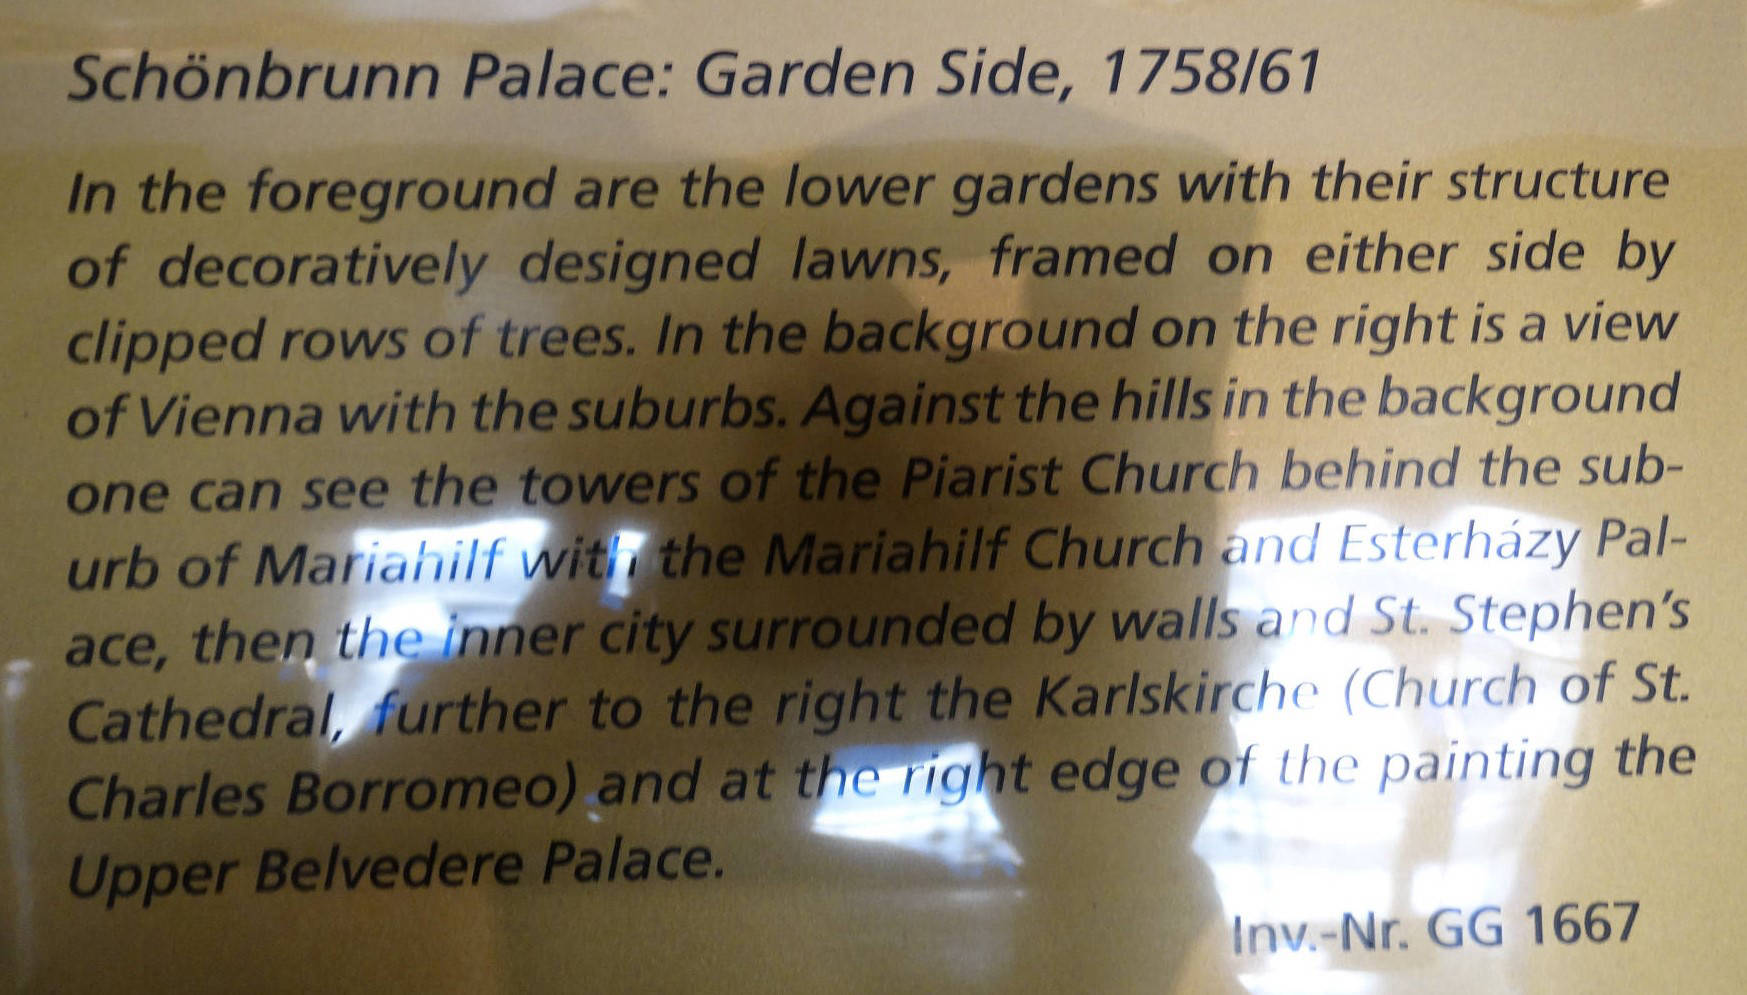 Schönbrunn Palace: Garden Side, 1758/61
In the foreground are the lower gardens with their structure
of decoratively designed lawns, framed on either side by
clipped rows of trees. In the background on the right is a view
of Vienna with the suburbs. Against the hills in the background
one can see the towers of the Piarist Church behind the sub-
urb of Mariahilf with the Mariahilf Church and Esterházy Pal-
ace, then the inner city surrounded by walls and St. Stephen's
Cathedral, further to the right the Karlskirche (Church of St.
Charles Borromeo) and at the right edge of the painting the
Upper Belvedere Palace.
Inv.-Nr. GG 1667